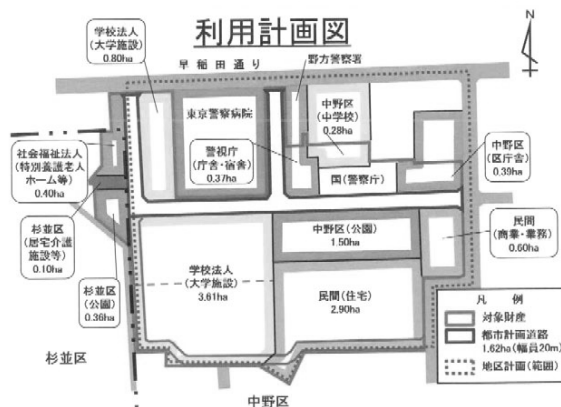 利用計画図
N
学校法人
(大学施設)
0.80ha
早稲田通り
野方警察署
東京警察病院
中野区
(中学校)
0.28ha
警視庁
(庁舎・宿舎)
0.37ha
国(警察庁)
中野区
(区庁舎)
0.39ha
社会福祉法人
(特別養護老人
ホーム等)
0.40ha
杉並区
(居宅介護
施設等)
0.10ha
杉並区
(公園)
0.36ha
中野区(公園)
1.50ha
民間
(商業・業務)
0.60ha
学校法人
(大学施設)
3.61ha
民間(住宅)
2.90ha
凡 例
対象財産
都市計画道路
1.62ha(幅員20m)
地区計画(範囲)
杉並区
中野区